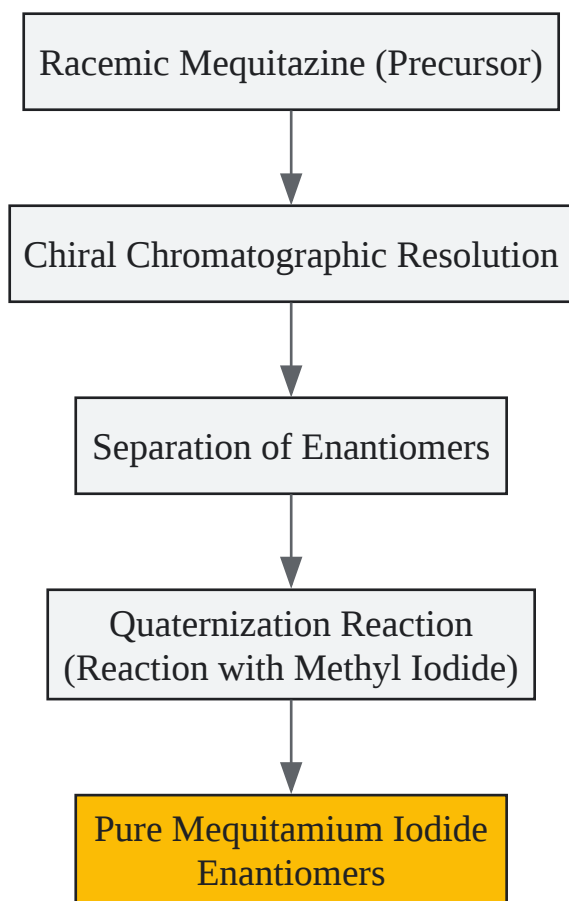 Racemic Mequitazine (Precursor)
Chiral Chromatographic Resolution
Separation of Enantiomers
Quaternization Reaction
(Reaction with Methyl Iodide)
Pure Mequitamium Iodide
Enantiomers